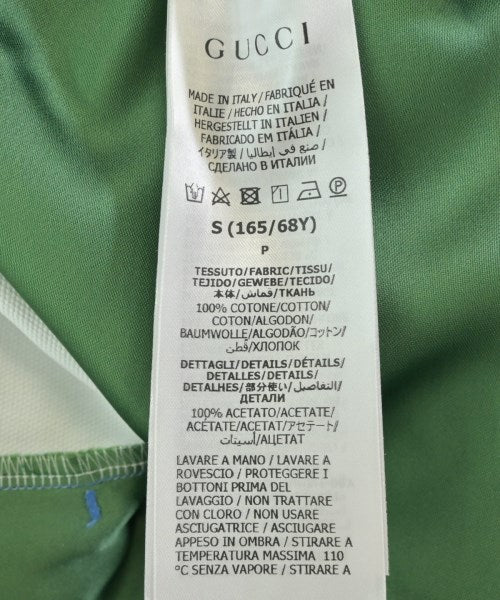 GUCCI
MADE IN ITALY/FABRIQUÉ EN
ITALIE/HECHO EN ITALIA/
HERGESTELLT IN ITALIEN/
FABRICADO EM ITÁLIA/
イタリア製/صنع في إيطاليا/
СДЕЛАНО В ИТАЛИИ
S (165/68Y)
P
TESSUTO/FABRIC/TISSU/
TEJIDO/GEWEBE/TECIDO/
本体/قماش/ТКАНЬ
100% COTONE/COTTON/
COTON/ALGODON/
BAUMWOLLE/ALGODÃO/コットン/
قُطن/ХЛОПОК
DETTAGLI/DETAILS/DÉTAILS/
DETALLES/DETAILS/
DETALHES/部分使い/التفاصيل/
ДЕТАЛИ
100% ACETATO/ACETATE/
ACÉTATE/ACETAT/アセテート/
أسيتات/АЦЕТАТ
LAVARE A MANO / LAVARE A
ROVESCIO / PROTEGGERE I
BOTTONI PRIMA DEL
LAVAGGIO / NON TRATTARE
CON CLORO / NON USARE
ASCIUGATRICE / ASCIUGARE
APPESO IN OMBRA / STIRARE A
TEMPERATURA MASSIMA 110
°C SENZA VAPORE / STIRARE A